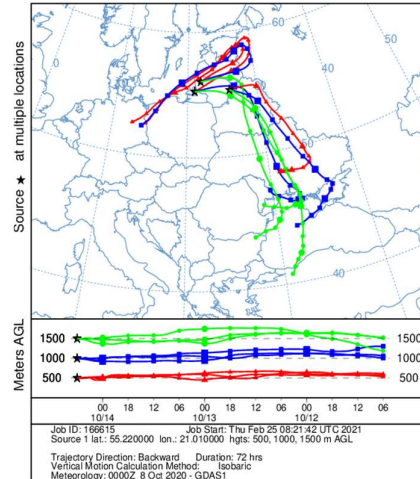 Source ★ at multiple locations
60
50
0
50
40
40
Meters AGL
1500
1000
500
1500
1000
500
00 18 12 06 00 18 12 06 00 18 12 06
10/14 10/13 10/12
Job ID: 166615 Job Start: Thu Feb 25 08:21:42 UTC 2021
Source 1 lat.: 55.220000 lon.: 21.010000 hgts: 500, 1000, 1500 m AGL
Trajectory Direction: Backward Duration: 72 hrs
Vertical Motion Calculation Method: Isobaric
Meteorology: 0000Z 8 Oct 2020 - GDAS1